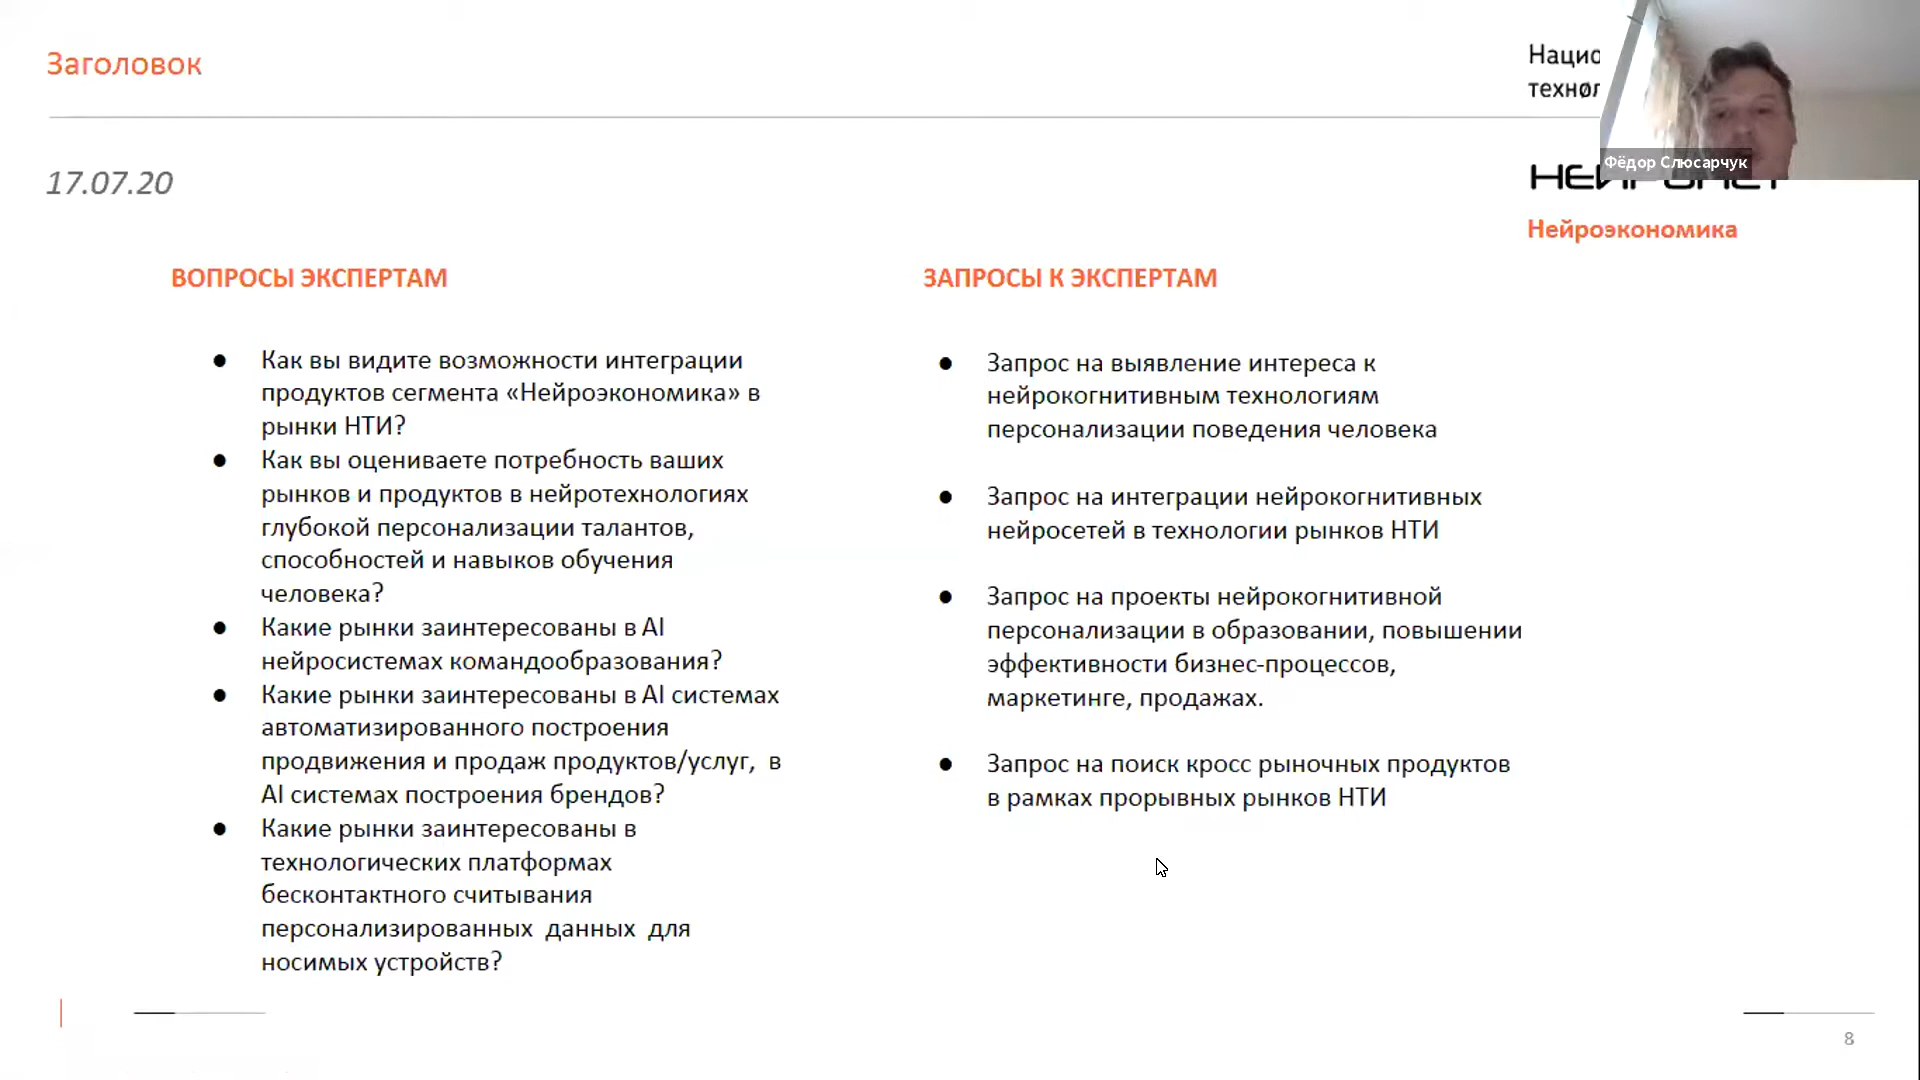 Заголовок
Нацио
технол
Фёдор Слюсарчук
17.07.20
Нейроэкономика
ВОПРОСЫ ЭКСПЕРТАМ
● Как вы видите возможности интеграции
продуктов сегмента «Нейроэкономика» в
рынки НТИ?
● Как вы оцениваете потребность ваших
рынков и продуктов в нейротехнологиях
глубокой персонализации талантов,
способностей и навыков обучения
человека?
● Какие рынки заинтересованы в AI
нейросистемах командообразования?
● Какие рынки заинтересованы в AI системах
автоматизированного построения
продвижения и продаж продуктов/услуг, в
AI системах построения брендов?
● Какие рынки заинтересованы в
технологических платформах
бесконтактного считывания
персонализированных данных для
носимых устройств?
ЗАПРОСЫ К ЭКСПЕРТАМ
● Запрос на выявление интереса к
нейрокогнитивным технологиям
персонализации поведения человека
● Запрос на интеграции нейрокогнитивных
нейросетей в технологии рынков НТИ
● Запрос на проекты нейрокогнитивной
персонализации в образовании, повышении
эффективности бизнес-процессов,
маркетинге, продажах.
● Запрос на поиск кросс рыночных продуктов
в рамках прорывных рынков НТИ
8